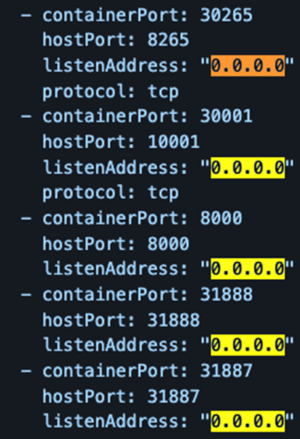 - containerPort: 30265
hostPort: 8265
listenAddress: "0.0.0.0"
protocol: tcp
- containerPort: 30001
hostPort: 10001
listenAddress: "0.0.0.0"
protocol: tcp
- containerPort: 8000
hostPort: 8000
listenAddress: "0.0.0.0"
- containerPort: 31888
hostPort: 31888
listenAddress: "0.0.0.0"
- containerPort: 31887
hostPort: 31887
listenAddress: "0.0.0.0"